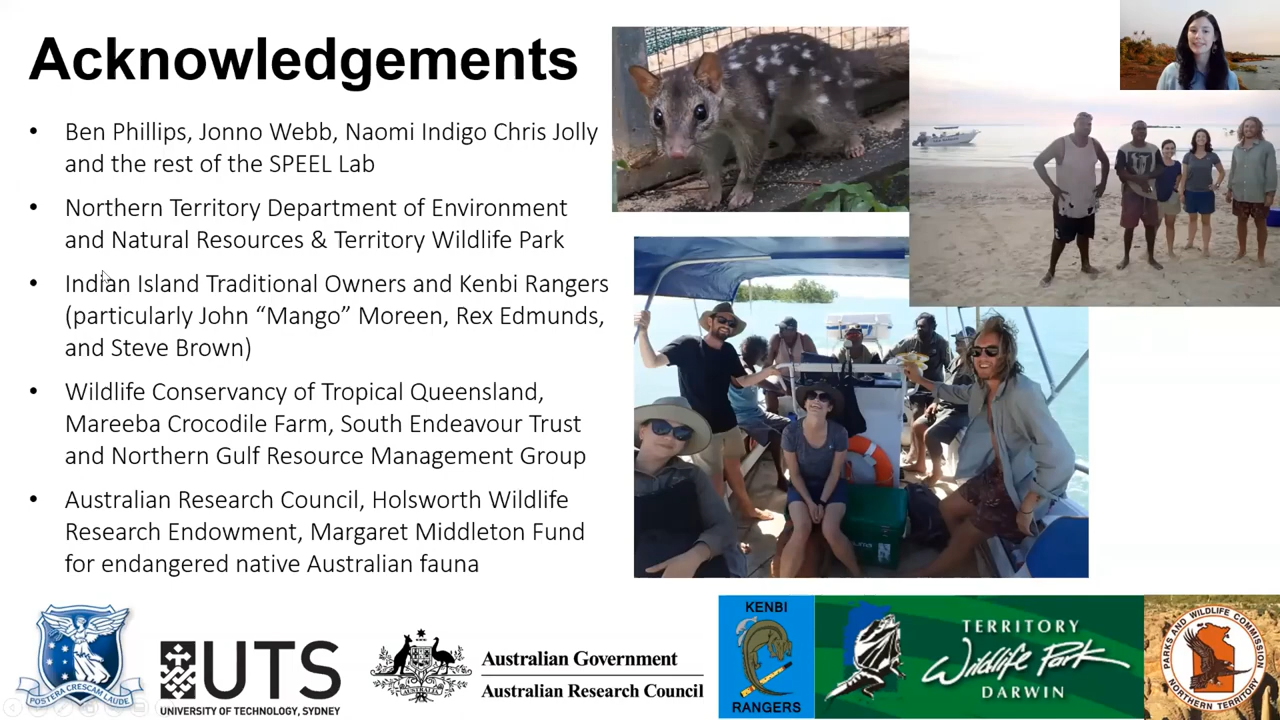 Acknowledgements
• Ben Phillips, Jonno Webb, Naomi Indigo Chris Jolly
and the rest of the SPEEL Lab
• Northern Territory Department of Environment
and Natural Resources & Territory Wildlife Park
• Indian Island Traditional Owners and Kenbi Rangers
(particularly John “Mango” Moreen, Rex Edmunds,
and Steve Brown)
• Wildlife Conservancy of Tropical Queensland,
Mareeba Crocodile Farm, South Endeavour Trust
and Northern Gulf Resource Management Group
• Australian Research Council, Holsworth Wildlife
Research Endowment, Margaret Middleton Fund
for endangered native Australian fauna
POSTERA CRESCAM LAUDE
UTS
UNIVERSITY OF TECHNOLOGY, SYDNEY
AUSTRALIA
Australian Government
Australian Research Council
KENBI
RANGERS
TERRITORY
Wildlife Park
DARWIN
PARKS AND WILDLIFE COMMISSION
NORTHERN TERRITORY